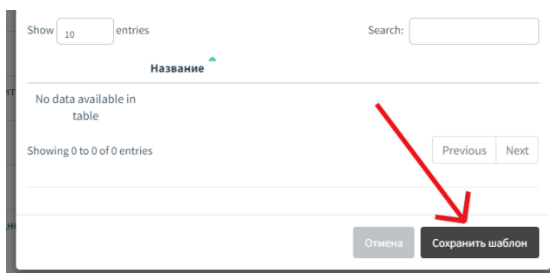 Show 10 entries Search:
Название
No data available in
table
Showing 0 to 0 of 0 entries Previous Next
Отмена Сохранить шаблон